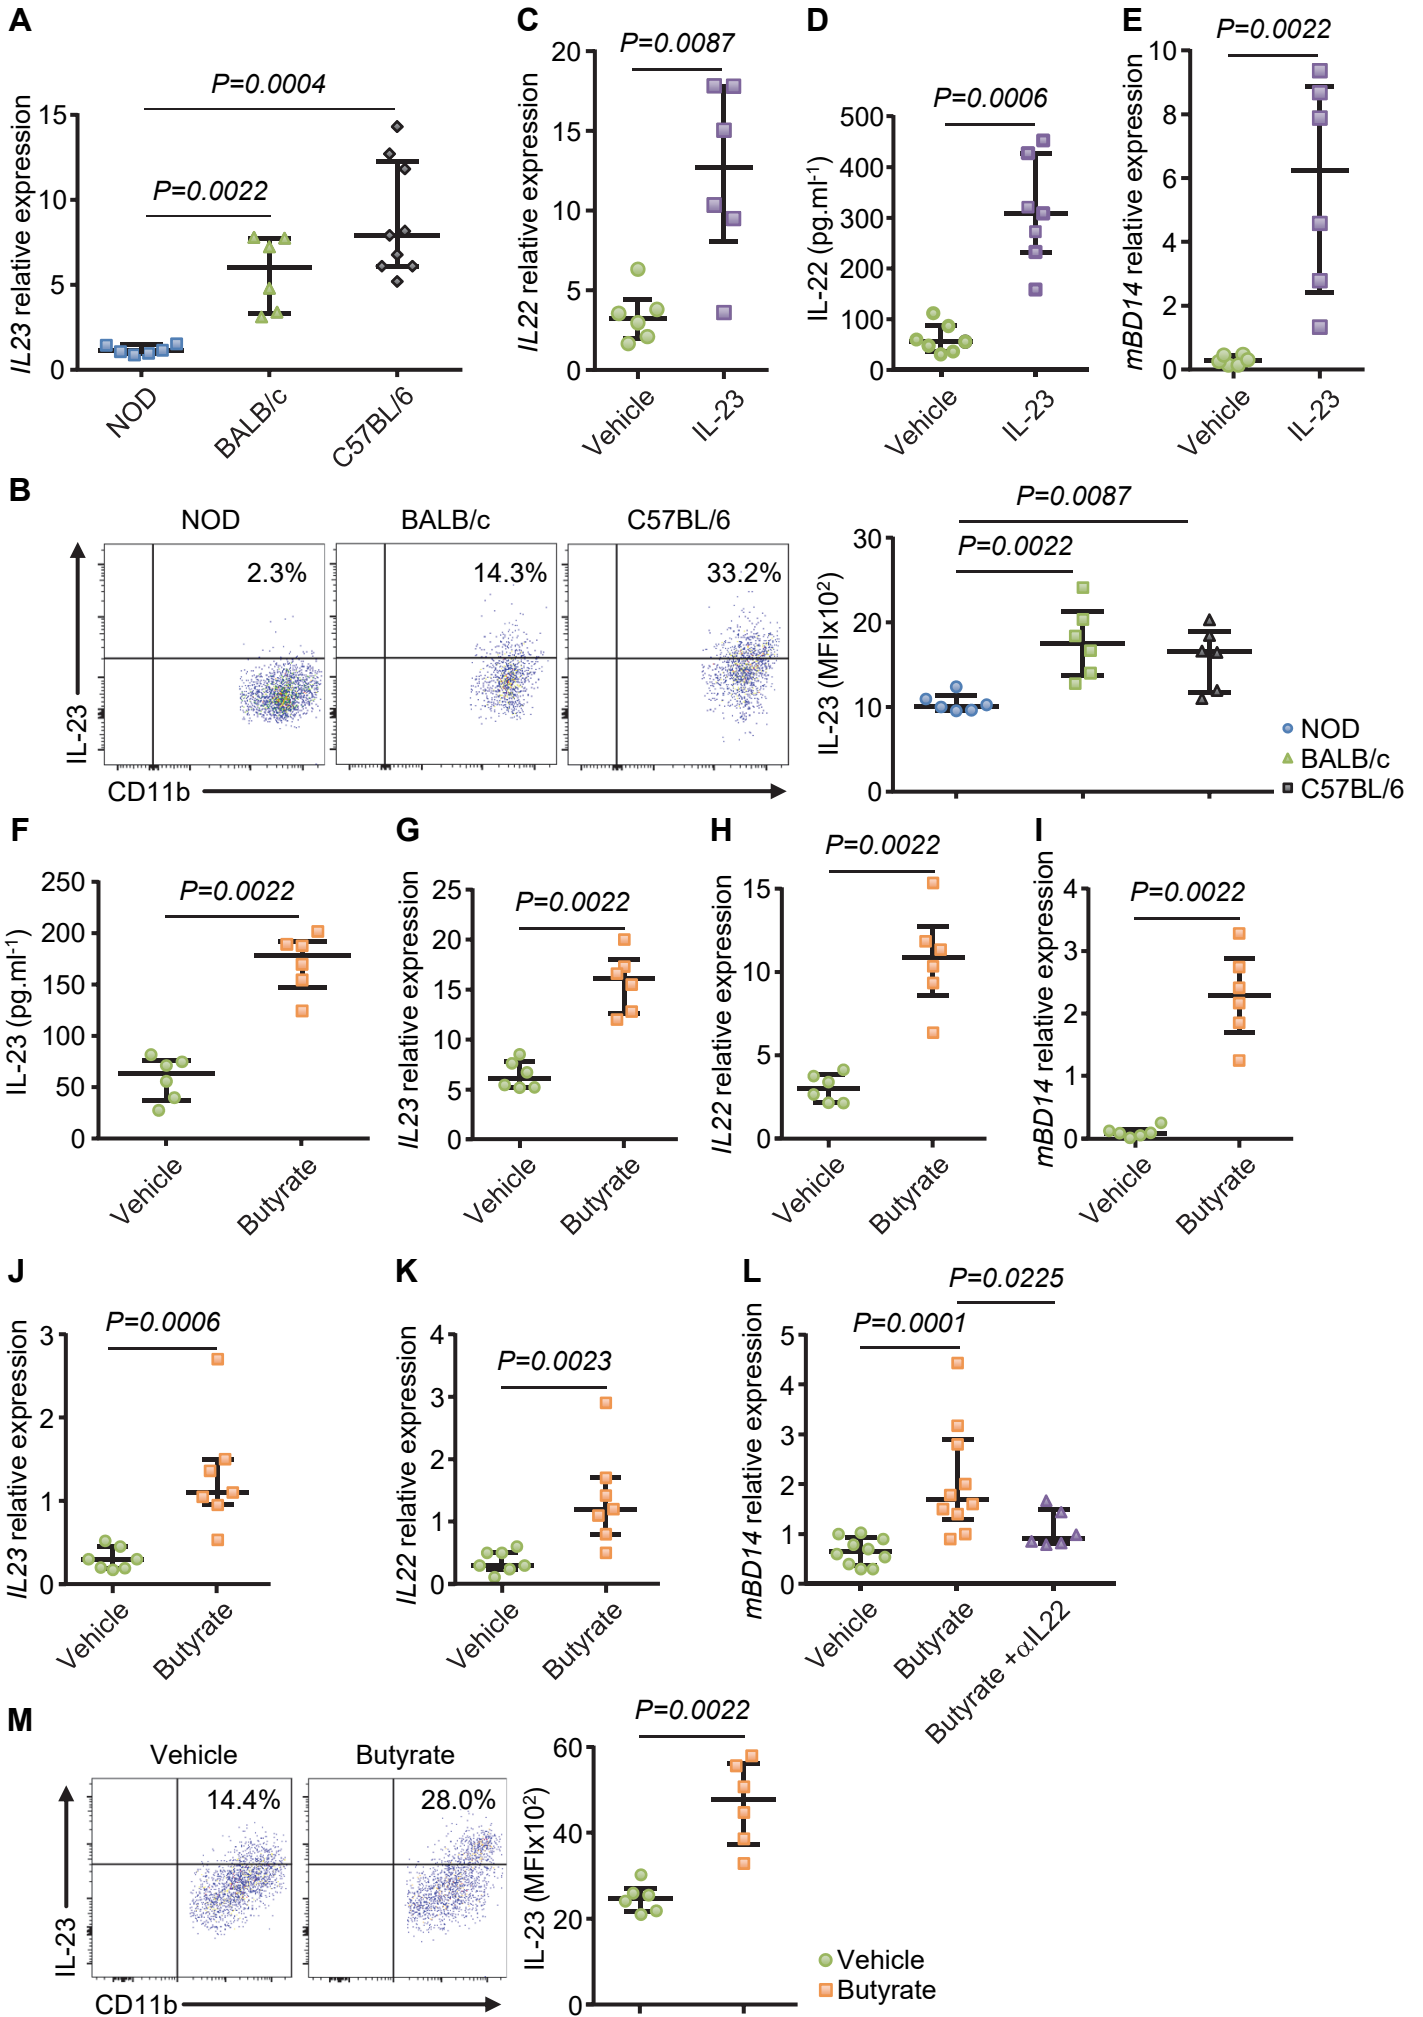 A
P=0.0004
P=0.0022
IL23 relative expression
15
10
5
0
NOD
BALB/c
C57BL/6
C
P=0.0087
IL22 relative expression
20
15
10
5
0
Vehicle
IL-23
D
P=0.0006
IL-22 (pg.ml-1)
500
400
300
200
100
0
Vehicle
IL-23
E
P=0.0022
mBD14 relative expression
10
8
6
4
2
0
Vehicle
IL-23
B
NOD
BALB/c
C57BL/6
2.3%
14.3%
33.2%
IL-23
CD11b
P=0.0087
P=0.0022
IL-23 (MFIx10²)
30
20
10
0
NOD
BALB/c
C57BL/6
F
P=0.0022
IL-23 (pg.ml-1)
250
200
150
100
50
0
Vehicle
Butyrate
G
P=0.0022
IL23 relative expression
25
20
15
10
5
0
Vehicle
Butyrate
H
P=0.0022
IL22 relative expression
15
10
5
0
Vehicle
Butyrate
I
P=0.0022
mBD14 relative expression
4
3
2
1
0
Vehicle
Butyrate
J
P=0.0006
IL23 relative expression
3
2
1
0
Vehicle
Butyrate
K
P=0.0023
IL22 relative expression
4
3
2
1
0
Vehicle
Butyrate
L
P=0.0225
P=0.0001
mBD14 relative expression
5
4
3
2
1
0
Vehicle
Butyrate
Butyrate +αIL22
M
Vehicle
Butyrate
14.4%
28.0%
IL-23
CD11b
P=0.0022
IL-23 (MFIx10²)
60
40
20
0
Vehicle
Butyrate